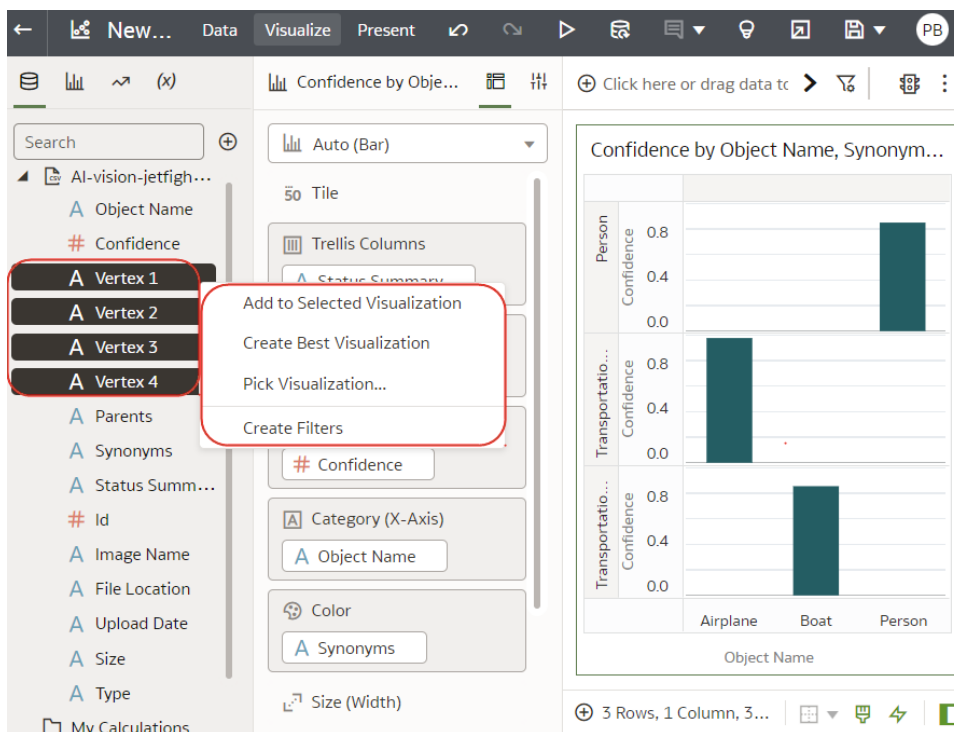 New... Data Visualize Present PB
(x) Confidence by Obje... Click here or drag data to
Search
AI-vision-jetfigh...
Object Name
Confidence
Vertex 1
Vertex 2
Vertex 3
Vertex 4
Parents
Synonyms
Status Summ...
Id
Image Name
File Location
Upload Date
Size
Type
My Calculations
Auto (Bar)
50 Tile
Trellis Columns
Status Summary
Add to Selected Visualization
Create Best Visualization
Pick Visualization...
Create Filters
# Confidence
Category (X-Axis)
A Object Name
Color
A Synonyms
Size (Width)
Confidence by Object Name, Synonym...
Person
Confidence
0.8
0.4
0.0
Transportatio...
Confidence
0.8
0.4
0.0
Transportatio...
Confidence
0.8
0.4
0.0
Airplane Boat Person
Object Name
3 Rows, 1 Column, 3...